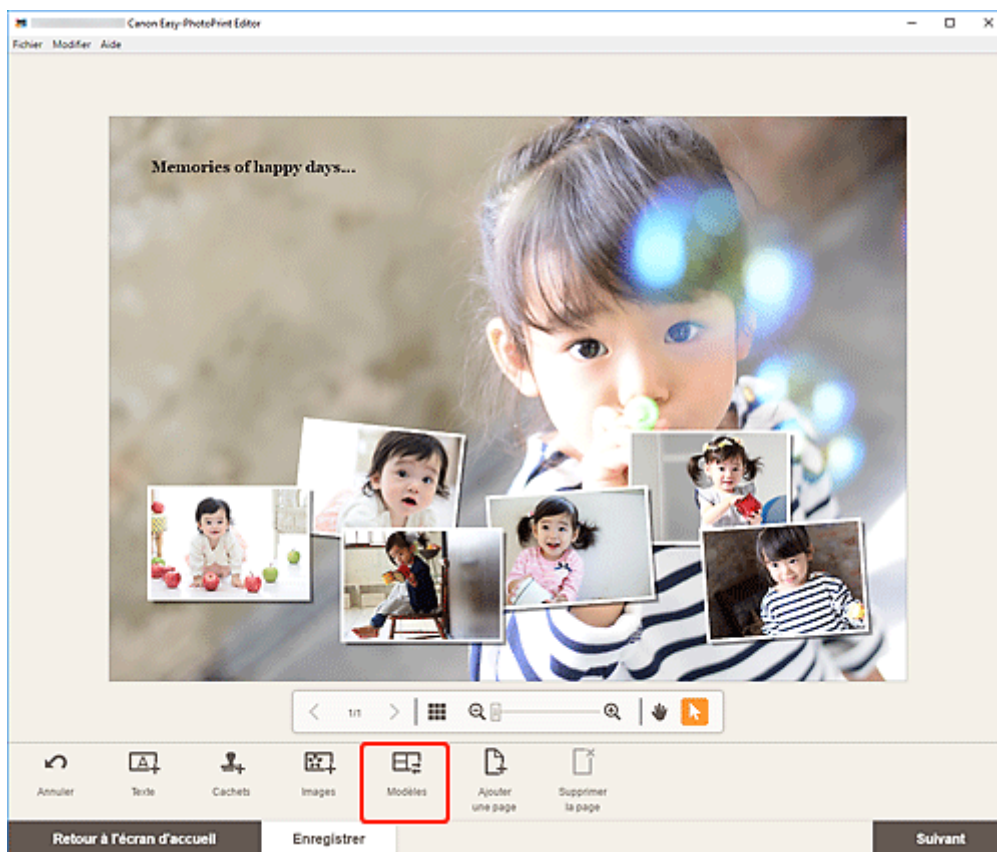 Canon Easy-PhotoPrint Editor
Fichier Modifier Aide
Memories of happy days...
1/1
Annuler
Texte
Cachets
Images
Modèles
Ajouter
une page
Supprimer
la page
Retour à l'écran d'accueil
Enregistrer
Suivant